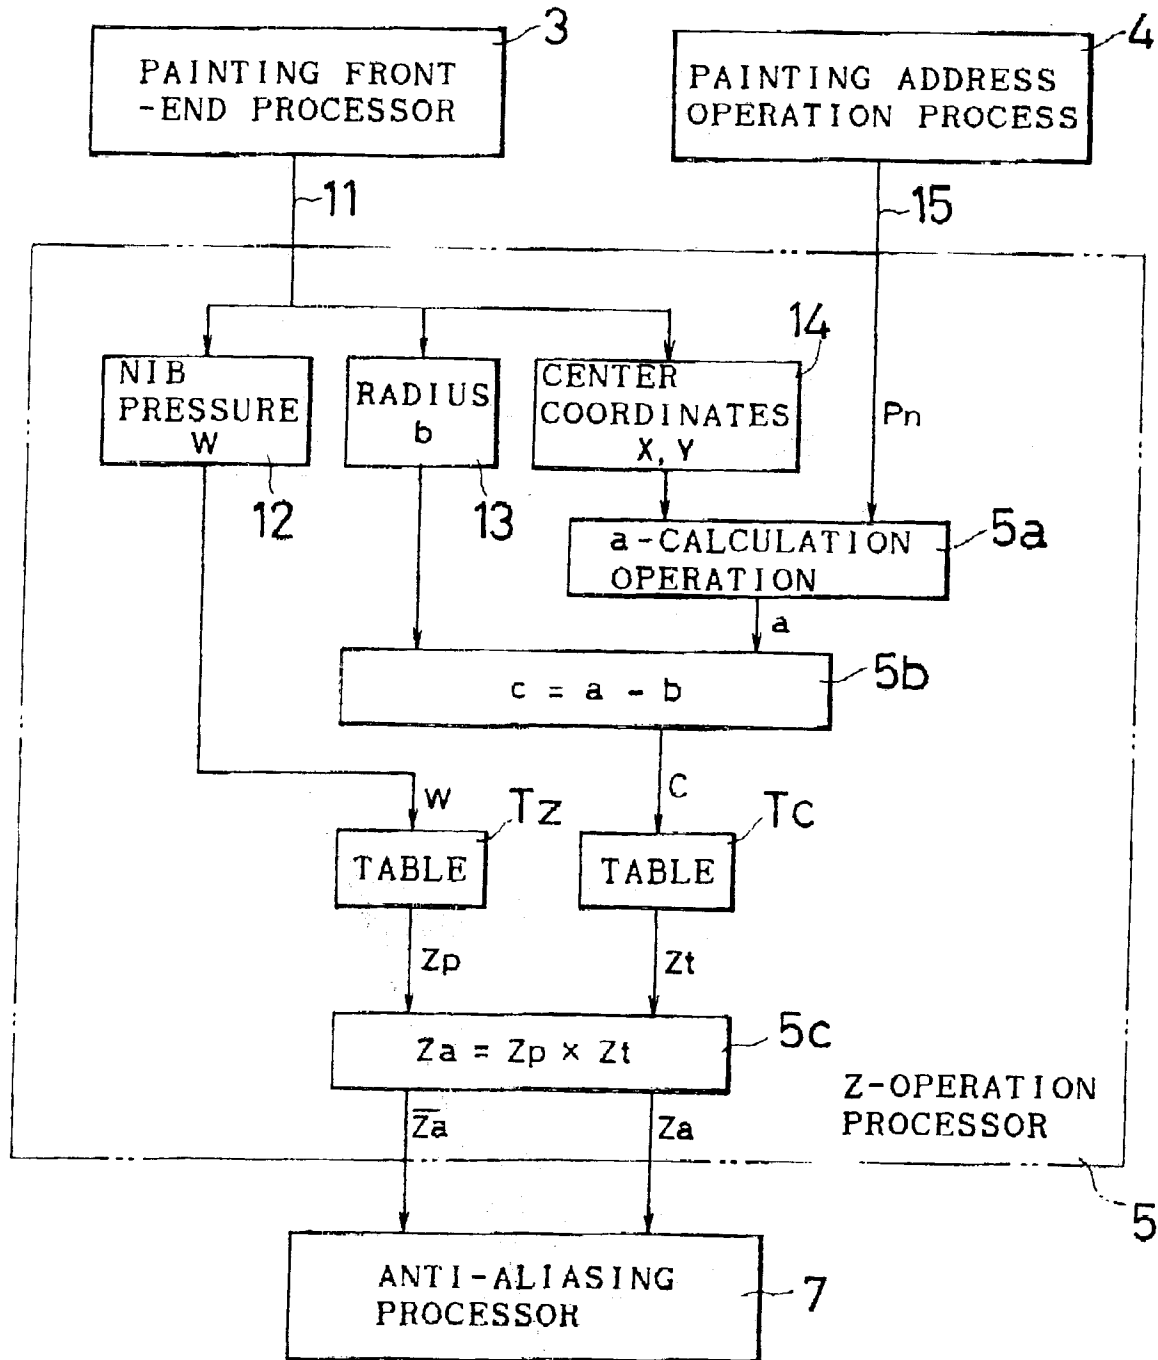 3
PAINTING FRONT
-END PROCESSOR
4
PAINTING ADDRESS
OPERATION PROCESS
11
15
14
NIB
PRESSURE
W
RADIUS
b
CENTER
COORDINATES
X, Y
Pn
12
13
5a
a-CALCULATION
OPERATION
a
5b
c = a - b
W
C
Tz
Tc
TABLE
TABLE
Zp
Zt
5c
Za = Zp × Zt
Z̅a̅
Za
Z-OPERATION
PROCESSOR
5
ANTI-ALIASING
PROCESSOR
7